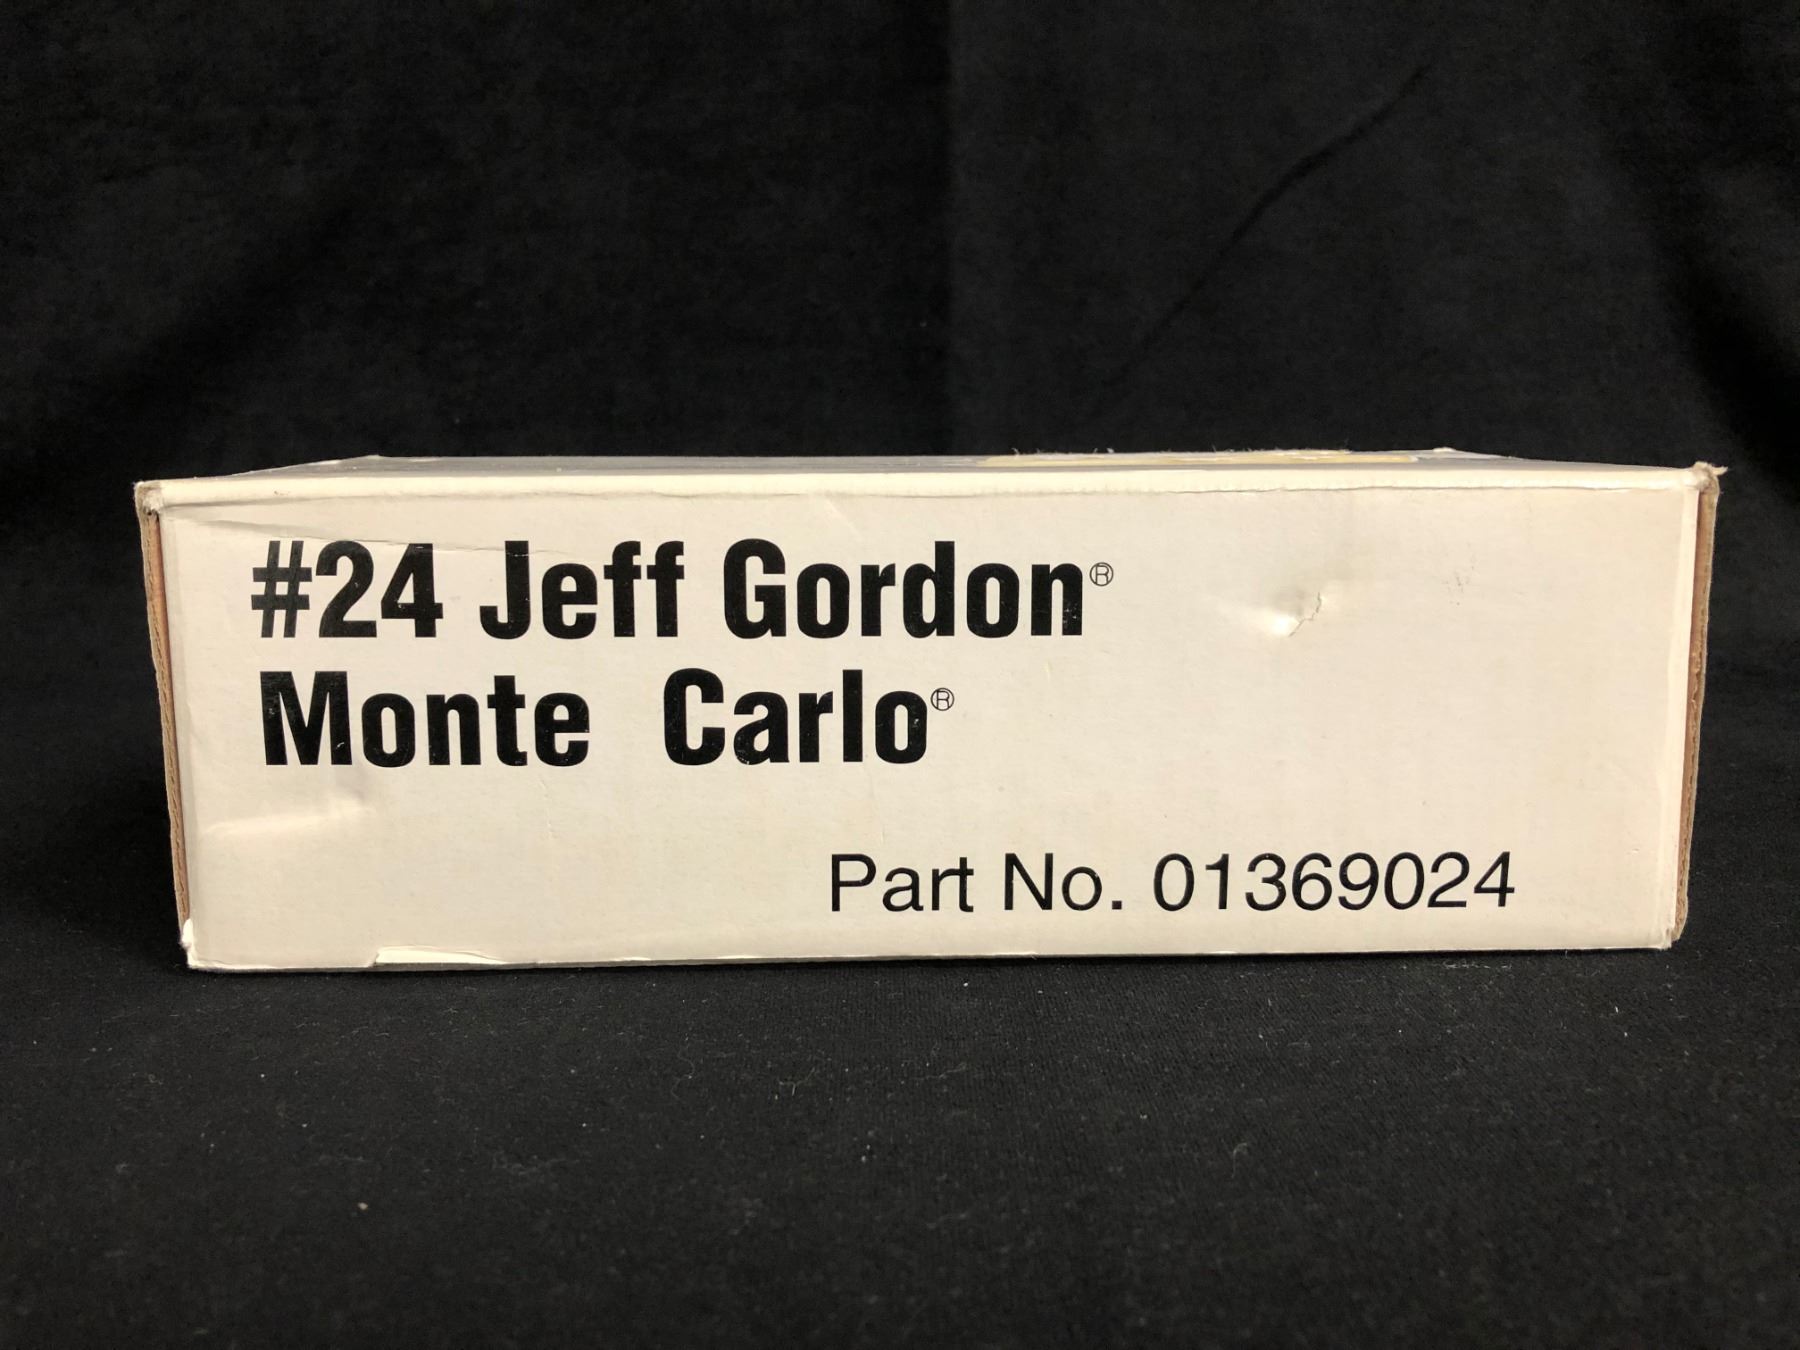 #24 Jeff Gordon®
Monte Carlo®
Part No. 01369024